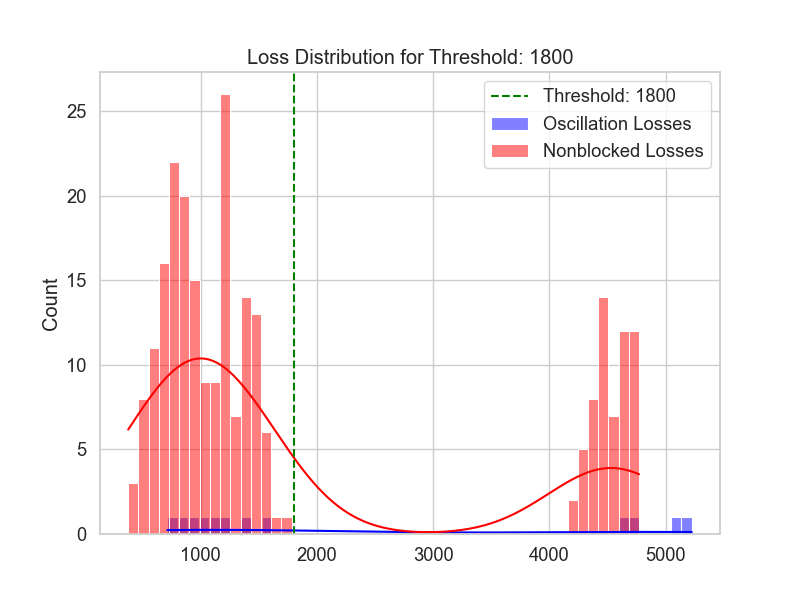 Loss Distribution for Threshold: 1800
Threshold: 1800
Oscillation Losses
Nonblocked Losses
Count
25
20
15
10
5
0
1000 2000 3000 4000 5000